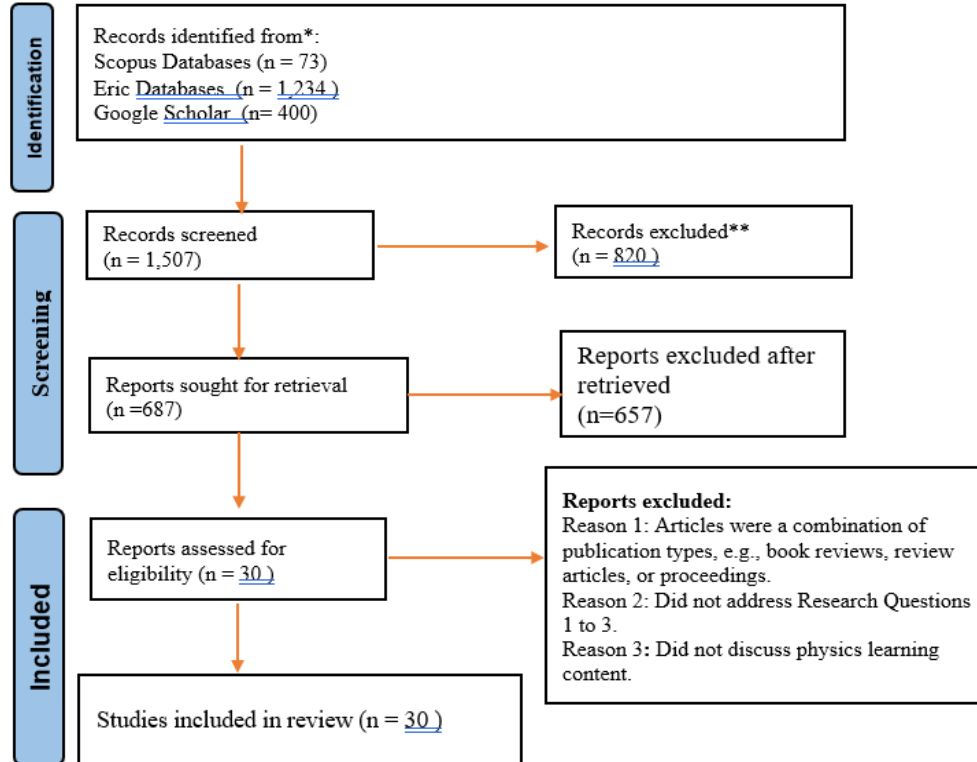 Identification
Records identified from*:
Scopus Databases (n = 73)
Eric Databases (n = 1,234 )
Google Scholar (n= 400)
Screening
Records screened
(n = 1,507)
Records excluded**
(n = 820 )
Reports sought for retrieval
(n =687)
Reports excluded after
retrieved
(n=657)
Included
Reports assessed for
eligibility (n = 30 )
Reports excluded:
Reason 1: Articles were a combination of
publication types, e.g., book reviews, review
articles, or proceedings.
Reason 2: Did not address Research Questions
1 to 3.
Reason 3: Did not discuss physics learning
content.
Studies included in review (n = 30 )